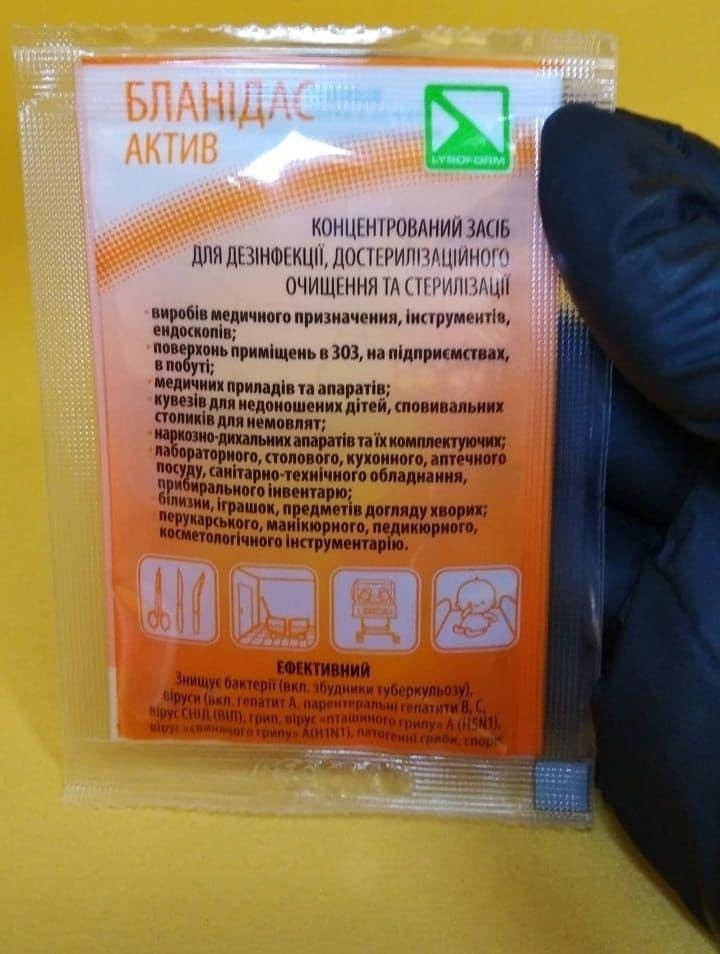 БЛАНІДАС
АКТИВ
LYSOFORM
КОНЦЕНТРОВАНИЙ ЗАСІБ
ДЛЯ ДЕЗІНФЕКЦІЇ, ДОСТЕРИЛІЗАЦІЙНОГО
ОЧИЩЕННЯ ТА СТЕРИЛІЗАЦІЇ
· виробів медичного призначення, інструментів,
ендоскопів;
· поверхонь приміщень в ЗОЗ, на підприємствах,
в побуті;
· медичних приладів та апаратів;
· кувезів для недоношених дітей, сповивальних
столиків для немовлят;
· наркозно-дихальних апаратів та їх комплектуючих;
· лабораторного, столового, кухонного, аптечного
посуду, санітарно-технічного обладнання,
прибирального інвентарю;
· білизни, іграшок, предметів догляду хворих;
перукарського, манікюрного, педикюрного,
косметологічного інструментарію.
ЕФЕКТИВНИЙ
Знищує бактерії (вкл. збудники туберкульозу),
віруси (вкл. гепатит А, парентеральні гепатити В, С,
вірус СНІД (ВІЛ), грип, вірус «пташиного грипу» А (H5N1),
вірус «свинячого грипу» А(H1N1), патогенні гриби, спори.